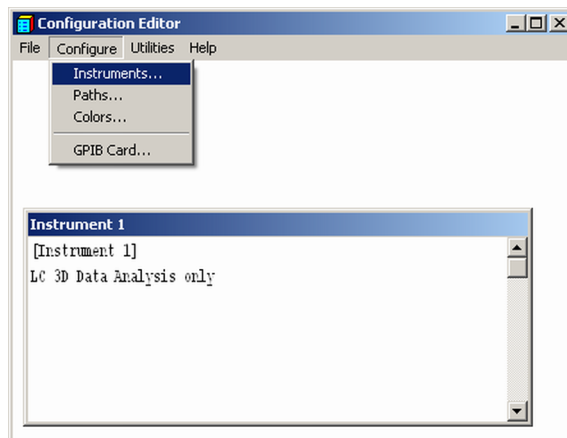 Configuration Editor
File Configure Utilities Help
Instruments...
Paths...
Colors...
GPIB Card...
Instrument 1
[Instrument 1]
LC 3D Data Analysis only